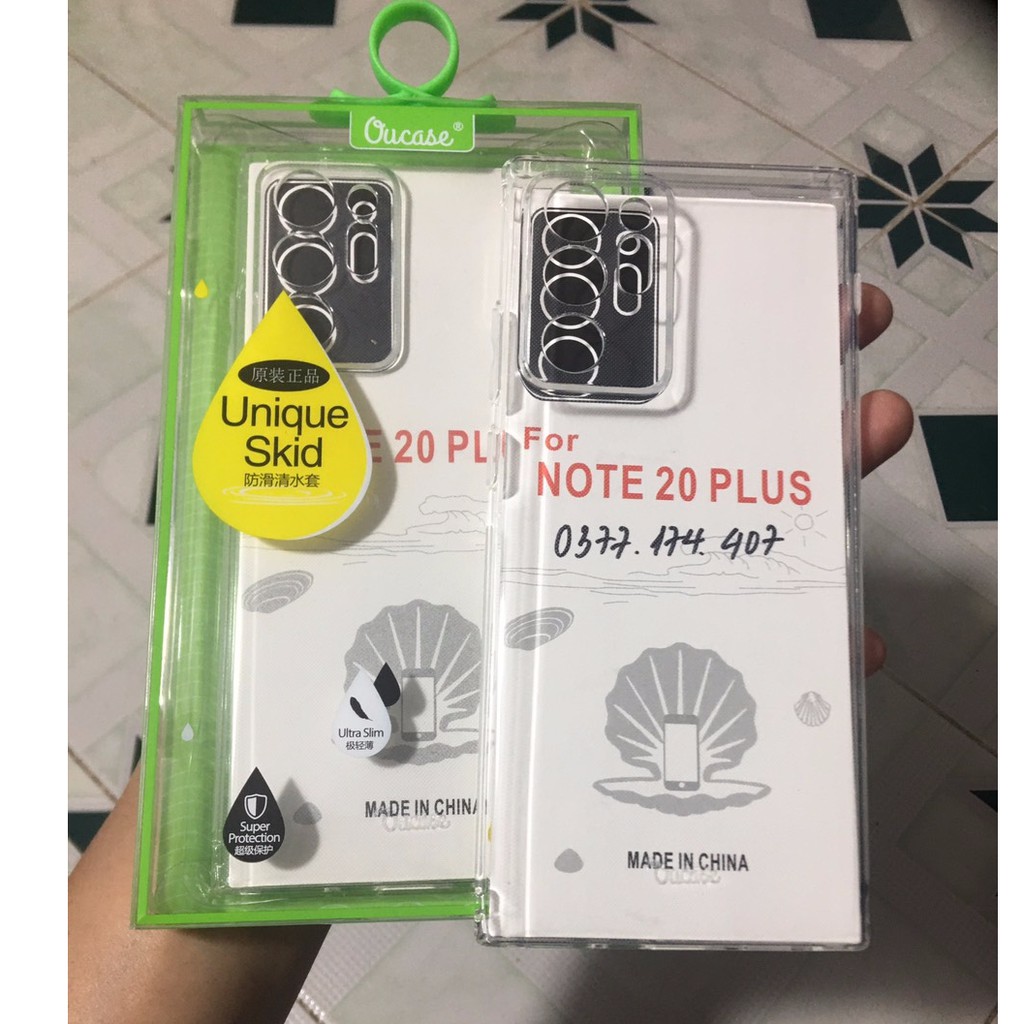 Oucase®
原装正品
Unique
Skid
防滑清水套
E 20 PL
Ultra Slim
极轻薄
Super
Protection
超级保护
MADE IN CHINA
Oucase
For
NOTE 20 PLUS
0377.174.407
MADE IN CHINA
Oucase